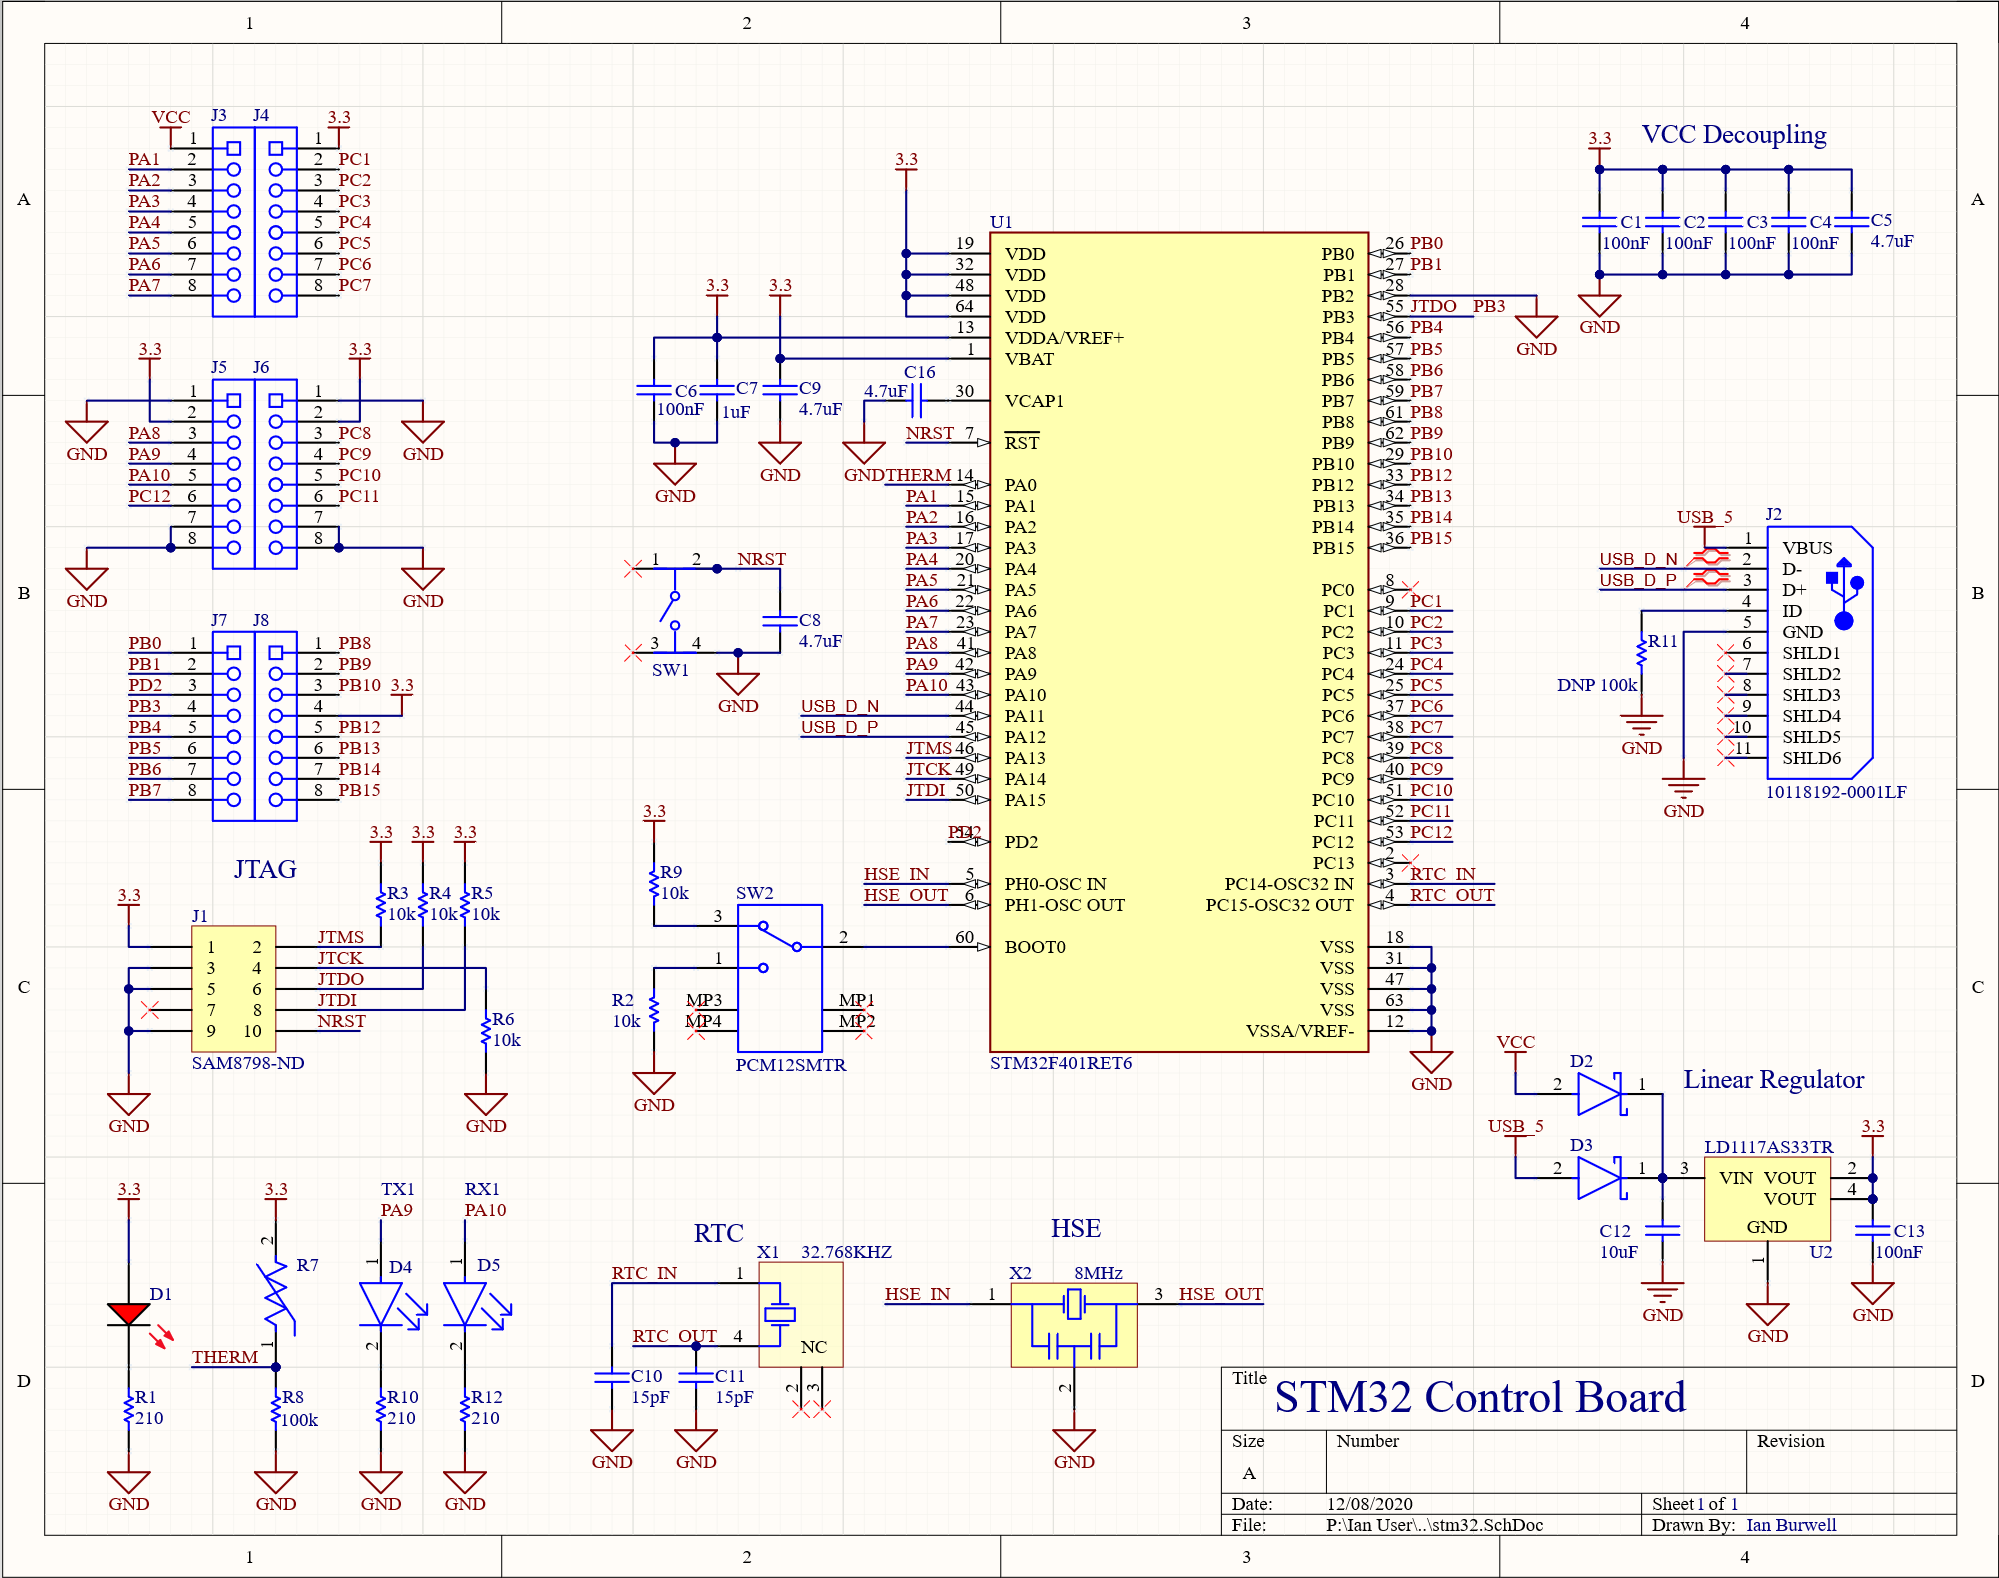 1 2 3 4
A
B
C
D
A
B
C
D
J3 J4
VCC 3.3
1 1
PA1 2 2 PC1
PA2 3 3 PC2
PA3 4 4 PC3
PA4 5 5 PC4
PA5 6 6 PC5
PA6 7 7 PC6
PA7 8 8 PC7
3.3 3.3
J5 J6
1 1
2 2
GND GND
PA8 3 3 PC8
PA9 4 4 PC9
PA10 5 5 PC10
PC12 6 6 PC11
7 7
8 8
GND GND
J7 J8
PB0 1 1 PB8
PB1 2 2 PB9
PD2 3 3 PB10 3.3
PB3 4 4
PB4 5 5 PB12
PB5 6 6 PB13
PB6 7 7 PB14
PB7 8 8 PB15
JTAG
3.3 3.3 3.3
R3 R4 R5
10k 10k 10k
3.3
J1
1 2 JTMS
3 4 JTCK
5 6 JTDO
7 8 JTDI
9 10 NRST
SAM8798-ND
R6
10k
GND GND
3.3
D1
R1
210
GND
3.3
2
R7
1
THERM
R8
100k
GND
TX1
PA9
1
D4
2
R10
210
GND
RX1
PA10
1
D5
2
R12
210
GND
3.3 3.3
C6
100nF
C7
1uF
C9
4.7uF
GND GND
C16
4.7uF
GND
3.3
1 2 NRST
3 4
SW1
C8
4.7uF
GND
3.3
R9
10k
SW2
3
2
1
R2
10k
MP3 MP1
MP4 MP2
PCM12SMTR
GND
U1
19 VDD
32 VDD
48 VDD
64 VDD
13 VDDA/VREF+
1 VBAT
30 VCAP1
NRST 7 RST
THERM 14 PA0
PA1 15 PA1
PA2 16 PA2
PA3 17 PA3
PA4 20 PA4
PA5 21 PA5
PA6 22 PA6
PA7 23 PA7
PA8 41 PA8
PA9 42 PA9
PA10 43 PA10
USB_D_N 44 PA11
USB_D_P 45 PA12
JTMS 46 PA13
JTCK 49 PA14
JTDI 50 PA15
PD2 54 PD2
HSE_IN 5 PH0-OSC IN
HSE_OUT 6 PH1-OSC OUT
60 BOOT0
STM32F401RET6
PB0 26 PB0
PB1 27 PB1
PB2 28
PB3 55 JTDO PB3
PB4 56 PB4
PB5 57 PB5
PB6 58 PB6
PB7 59 PB7
PB8 61 PB8
PB9 62 PB9
PB10 29 PB10
PB12 33 PB12
PB13 34 PB13
PB14 35 PB14
PB15 36 PB15
PC0 8
PC1 9 PC1
PC2 10 PC2
PC3 11 PC3
PC4 24 PC4
PC5 25 PC5
PC6 37 PC6
PC7 38 PC7
PC8 39 PC8
PC9 40 PC9
PC10 51 PC10
PC11 52 PC11
PC12 53 PC12
PC13 2
PC14-OSC32 IN 3 RTC_IN
PC15-OSC32 OUT 4 RTC_OUT
VSS 18
VSS 31
VSS 47
VSS 63
VSSA/VREF- 12
GND
GND
VCC Decoupling
3.3
C1 C2 C3 C4 C5
100nF 100nF 100nF 100nF 4.7uF
GND
USB_5
J2
1 VBUS
USB_D_N 2 D-
USB_D_P 3 D+
4 ID
5 GND
6 SHLD1
7 SHLD2
8 SHLD3
9 SHLD4
10 SHLD5
11 SHLD6
R11
DNP 100k
GND
GND
10118192-0001LF
Linear Regulator
VCC
D2
2 1
USB_5
D3
2 1
LD1117AS33TR
3 VIN VOUT 2
VOUT 4
GND
U2
1
3.3
C12
10uF
C13
100nF
GND
GND
GND
RTC
X1 32.768KHZ
RTC_IN 1
RTC_OUT 4
NC
2 3
C10
15pF
C11
15pF
GND GND
HSE
X2 8MHz
HSE_IN 1 3 HSE_OUT
2
GND
Title STM32 Control Board
Size Number Revision
A
Date: 12/08/2020 Sheet 1 of 1
File: P:\Ian User\..\stm32.SchDoc Drawn By: Ian Burwell
1 2 3 4